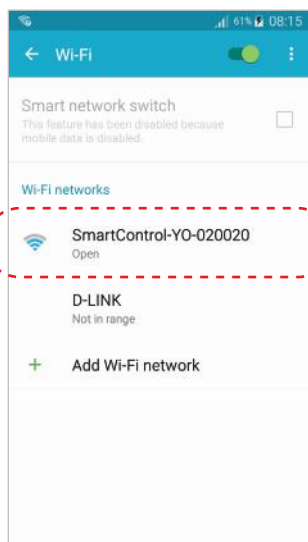 61% 08:15
Wi-Fi
Smart network switch
This feature has been disabled because
mobile data is disabled.
Wi-Fi networks
SmartControl-YO-020020
Open
D-LINK
Not in range
+ Add Wi-Fi network